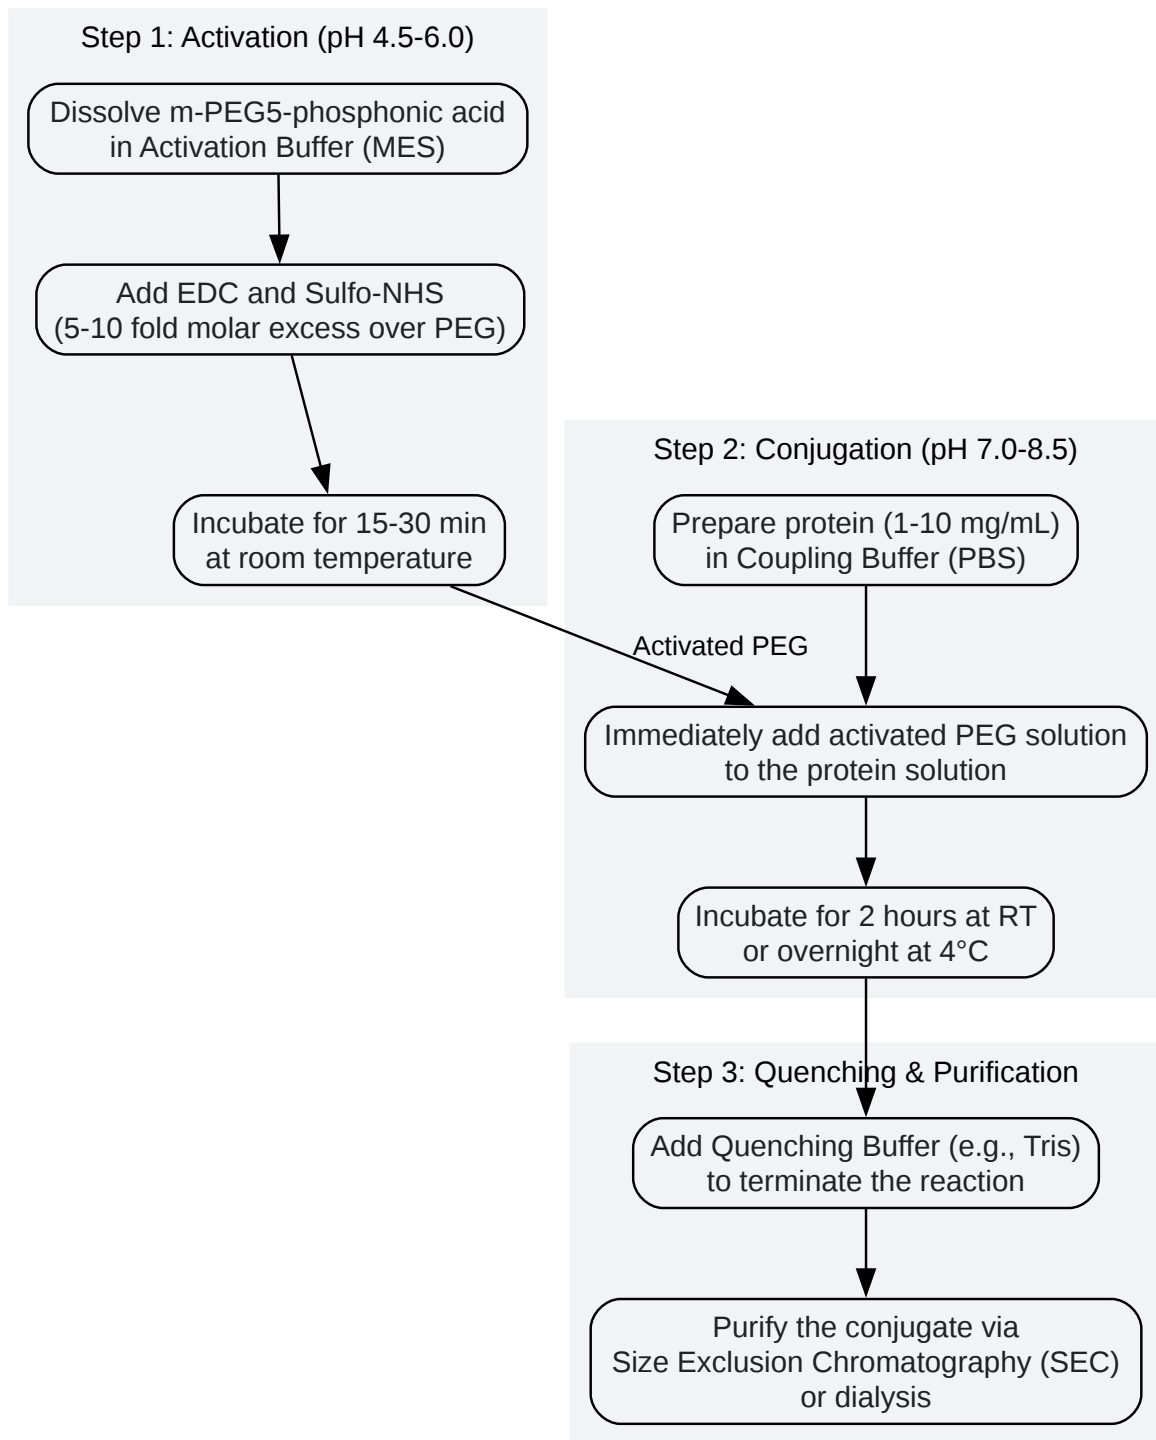 Step 1: Activation (pH 4.5-6.0)
Dissolve m-PEG5-phosphonic acid
in Activation Buffer (MES)
Add EDC and Sulfo-NHS
(5-10 fold molar excess over PEG)
Incubate for 15-30 min
at room temperature
Step 2: Conjugation (pH 7.0-8.5)
Prepare protein (1-10 mg/mL)
in Coupling Buffer (PBS)
Activated PEG
Immediately add activated PEG solution
to the protein solution
Incubate for 2 hours at RT
or overnight at 4°C
Step 3: Quenching & Purification
Add Quenching Buffer (e.g., Tris)
to terminate the reaction
Purify the conjugate via
Size Exclusion Chromatography (SEC)
or dialysis